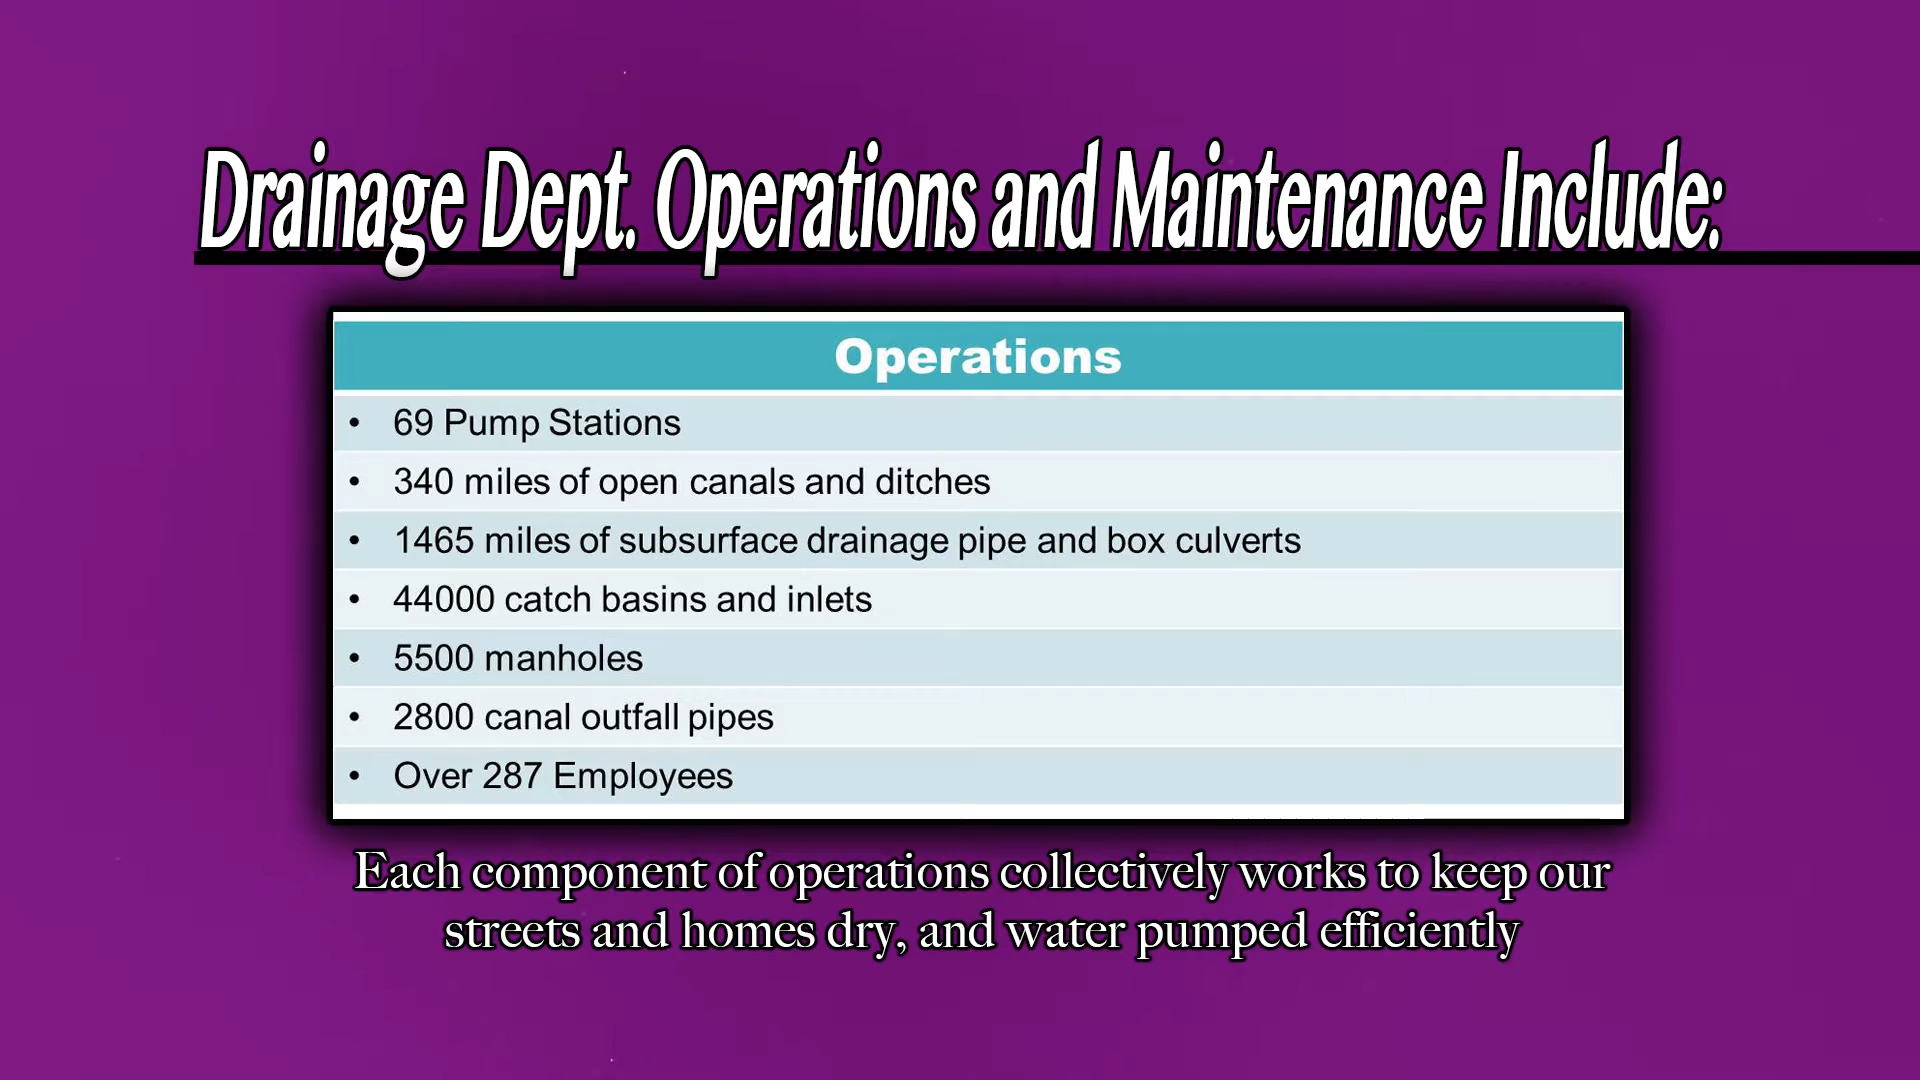 Drainage Dept. Operations and Maintenance Include:
Operations
• 69 Pump Stations
• 340 miles of open canals and ditches
• 1465 miles of subsurface drainage pipe and box culverts
• 44000 catch basins and inlets
• 5500 manholes
• 2800 canal outfall pipes
• Over 287 Employees
Each component of operations collectively works to keep our
streets and homes dry, and water pumped efficiently